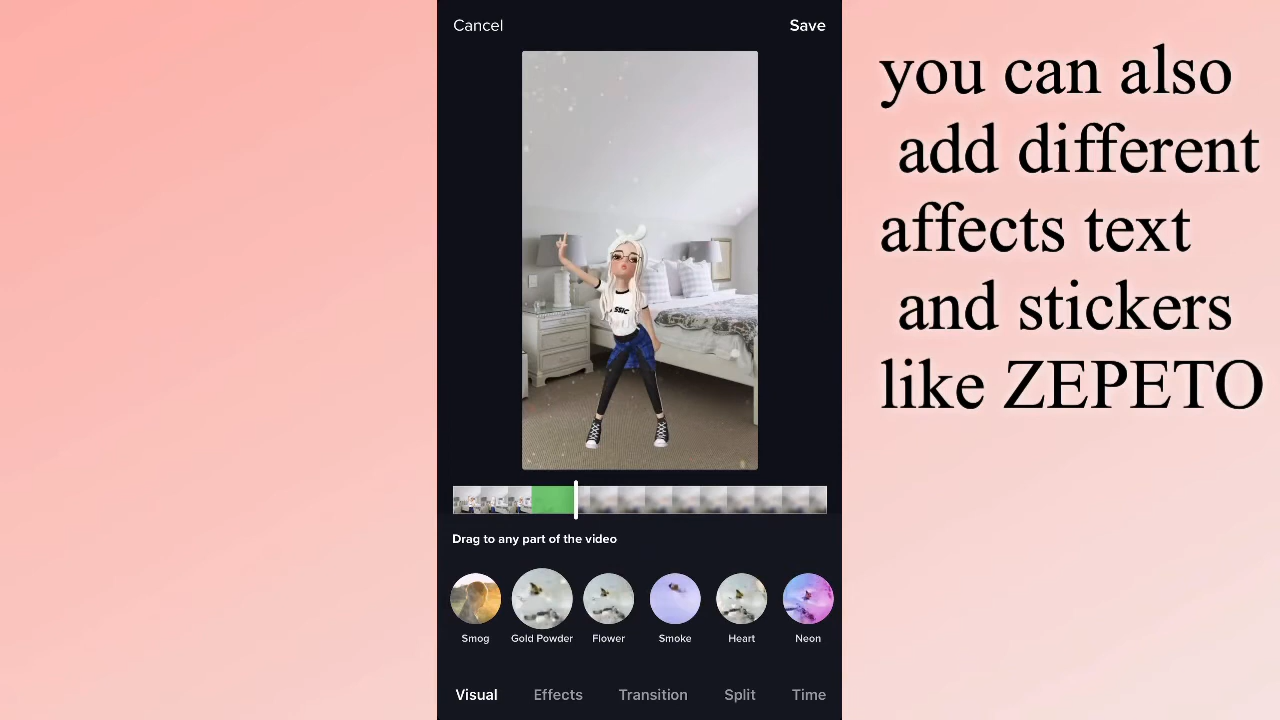 Cancel
Save
you can also
add different
affects text
and stickers
like ZEPETO
SSIC
Drag to any part of the video
Smog
Gold Powder
Flower
Smoke
Heart
Neon
Visual
Effects
Transition
Split
Time